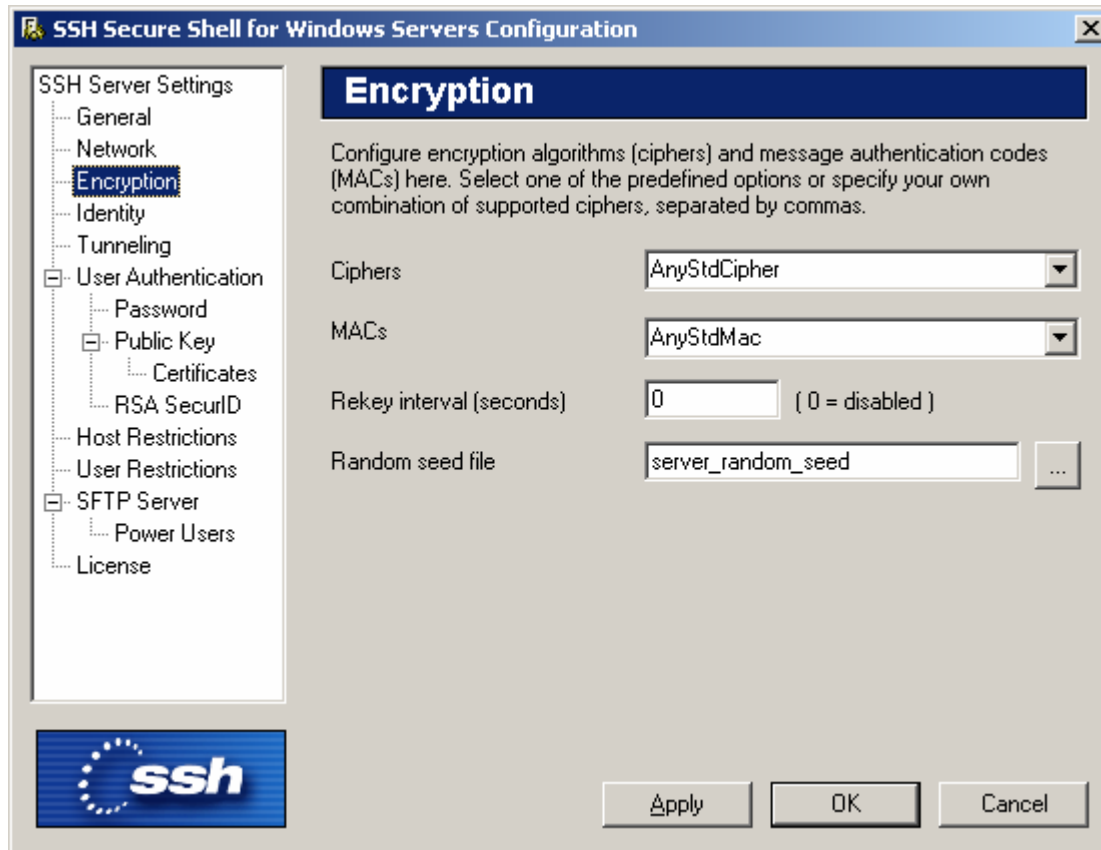 SSH Secure Shell for Windows Servers Configuration
SSH Server Settings
General
Network
Encryption
Identity
Tunneling
User Authentication
Password
Public Key
Certificates
RSA SecurID
Host Restrictions
User Restrictions
SFTP Server
Power Users
License
ssh
Encryption
Configure encryption algorithms (ciphers) and message authentication codes
(MACs) here. Select one of the predefined options or specify your own
combination of supported ciphers, separated by commas.
Ciphers AnyStdCipher
MACs AnyStdMac
Rekey interval (seconds) 0 ( 0 = disabled )
Random seed file server_random_seed ...
Apply OK Cancel